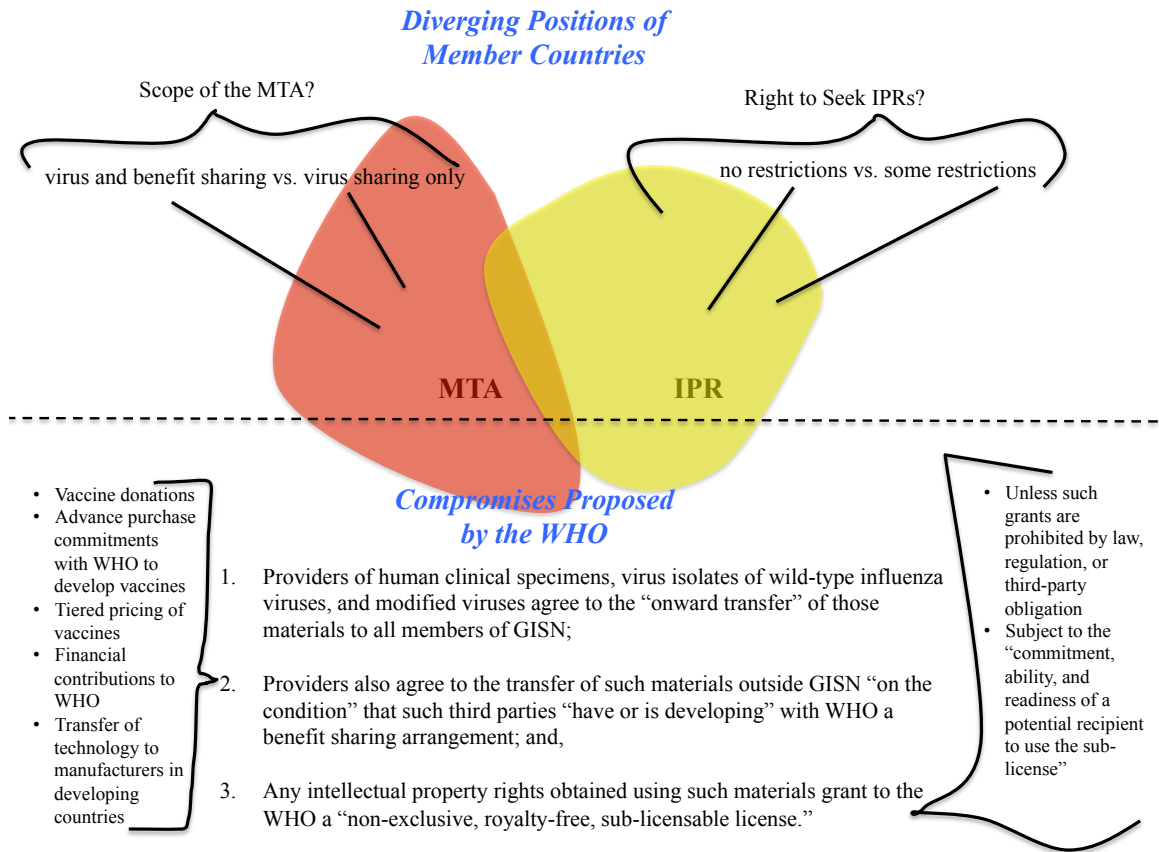 Diverging Positions of
Member Countries
Scope of the MTA?
Right to Seek IPRs?
virus and benefit sharing vs. virus sharing only
no restrictions vs. some restrictions
MTA
IPR
Compromises Proposed
by the WHO
• Vaccine donations
• Advance purchase
commitments
with WHO to
develop vaccines
• Tiered pricing of
vaccines
• Financial
contributions to
WHO
• Transfer of
technology to
manufacturers in
developing
countries
1. Providers of human clinical specimens, virus isolates of wild-type influenza
viruses, and modified viruses agree to the “onward transfer” of those
materials to all members of GISN;
2. Providers also agree to the transfer of such materials outside GISN “on the
condition” that such third parties “have or is developing” with WHO a
benefit sharing arrangement; and,
3. Any intellectual property rights obtained using such materials grant to the
WHO a “non-exclusive, royalty-free, sub-licensable license.”
• Unless such
grants are
prohibited by law,
regulation, or
third-party
obligation
• Subject to the
“commitment,
ability, and
readiness of a
potential recipient
to use the sub-
license”